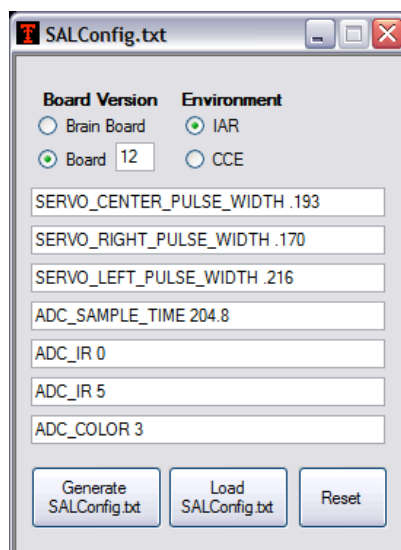 SALConfig.txt
Board Version Environment
Brain Board IAR
Board 12 CCE
SERVO_CENTER_PULSE_WIDTH .193
SERVO_RIGHT_PULSE_WIDTH .170
SERVO_LEFT_PULSE_WIDTH .216
ADC_SAMPLE_TIME 204.8
ADC_IR 0
ADC_IR 5
ADC_COLOR 3
Generate Load Reset
SALConfig.txt SALConfig.txt